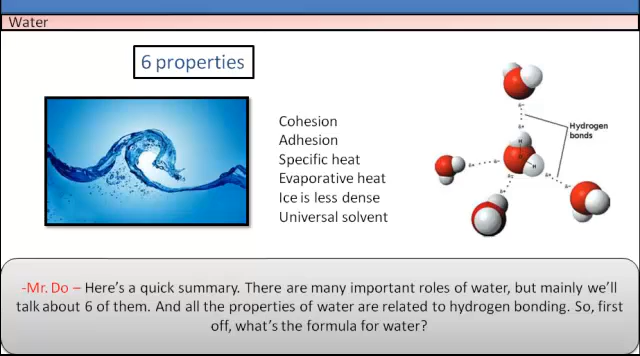 Water
6 properties
Cohesion
Adhesion
Specific heat
Evaporative heat
Ice is less dense
Universal solvent
Hydrogen
bonds
δ−
δ+
H
H
δ+
δ−
δ+
δ−
-Mr. Do – Here's a quick summary. There are many important roles of water, but mainly we'll
talk about 6 of them. And all the properties of water are related to hydrogen bonding. So, first
off, what's the formula for water?